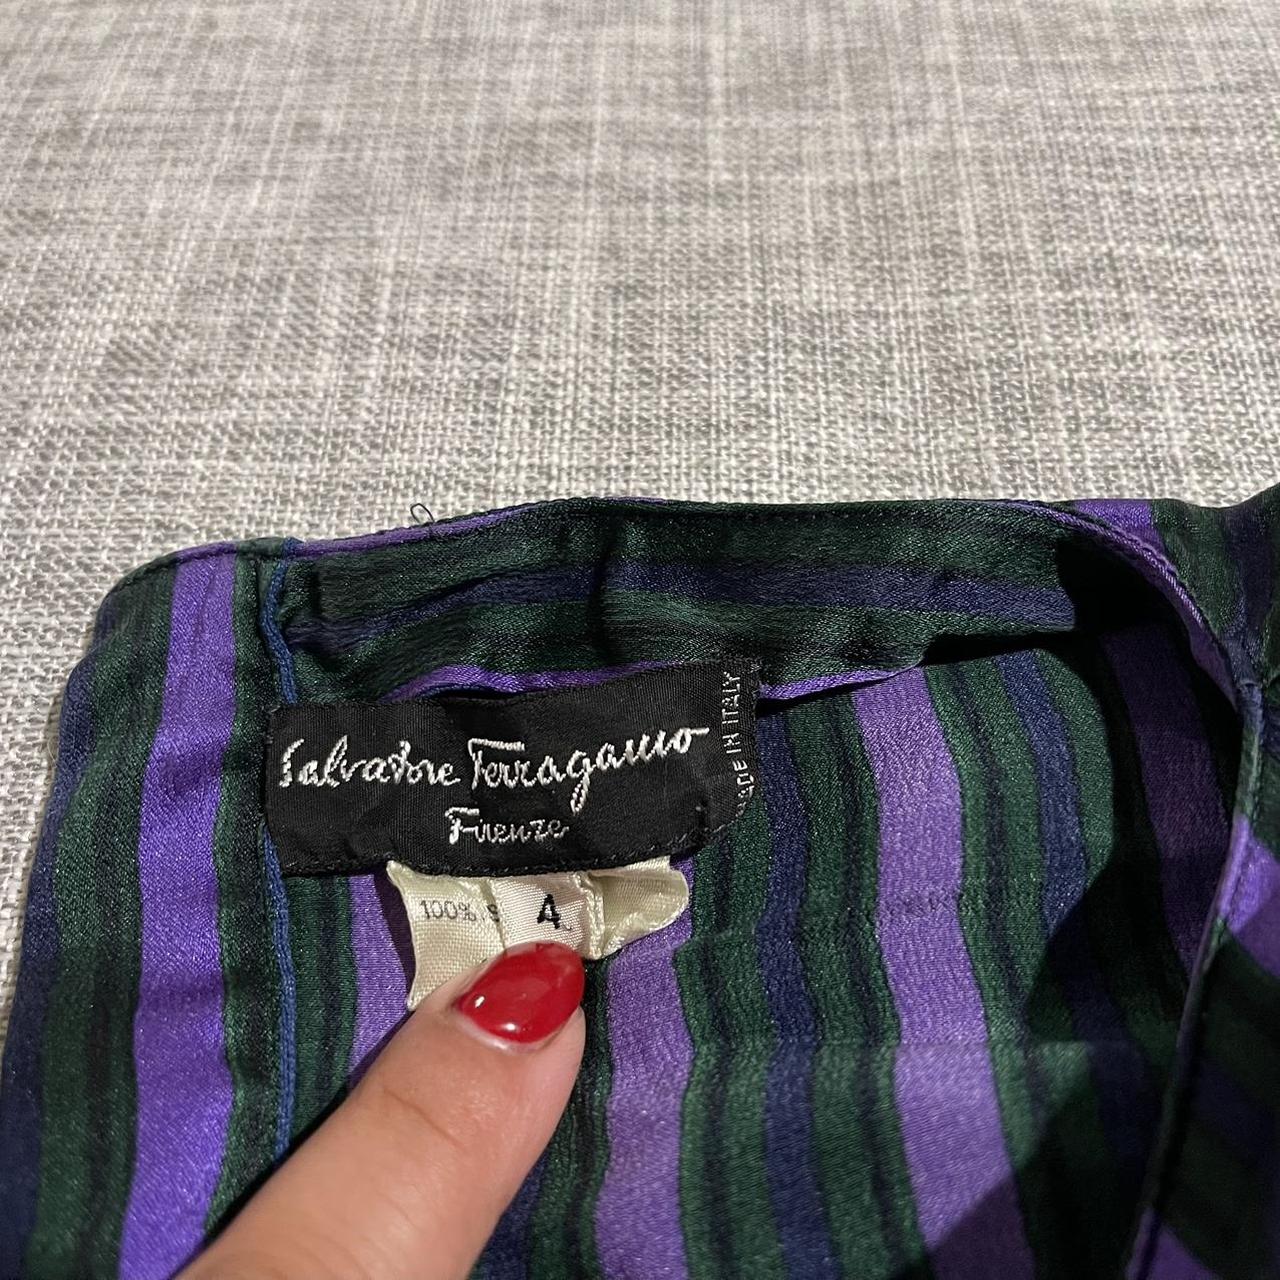 Salvatore Ferragamo
Firenze
MADE IN ITALY
100%
4